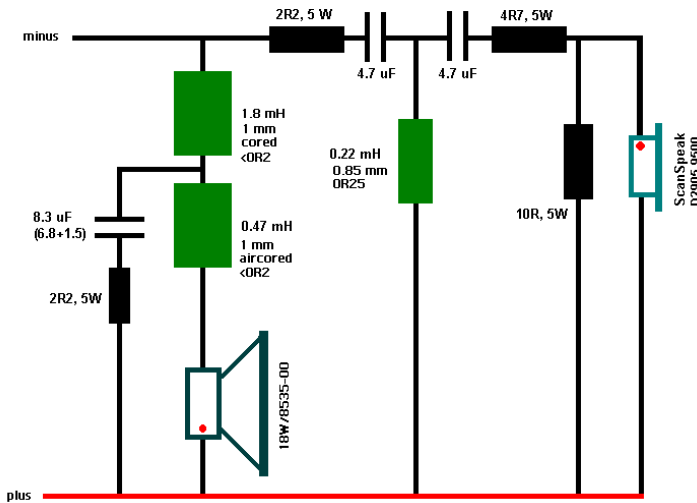 minus
2R2, 5 W
4R7, 5W
4.7 uF
4.7 uF
1.8 mH
1 mm
cored
<0R2
0.22 mH
0.85 mm
0R25
10R, 5W
ScanSpeak
D2905 9500
8.3 uF
(6.8+1.5)
0.47 mH
1 mm
aircored
<0R2
2R2, 5W
18W/8535-00
plus